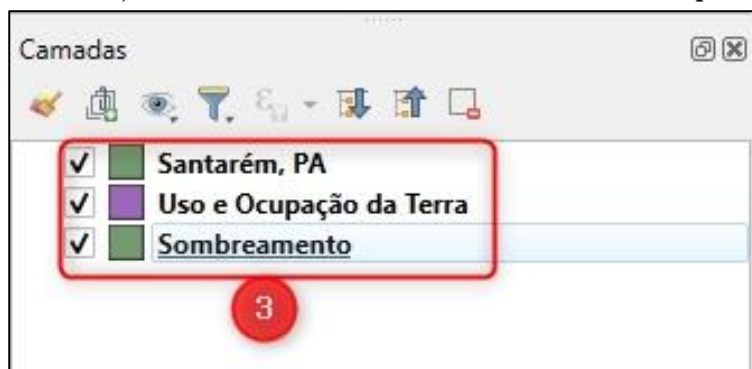 Camadas
Santarém, PA
Uso e Ocupação da Terra
Sombreamento
3